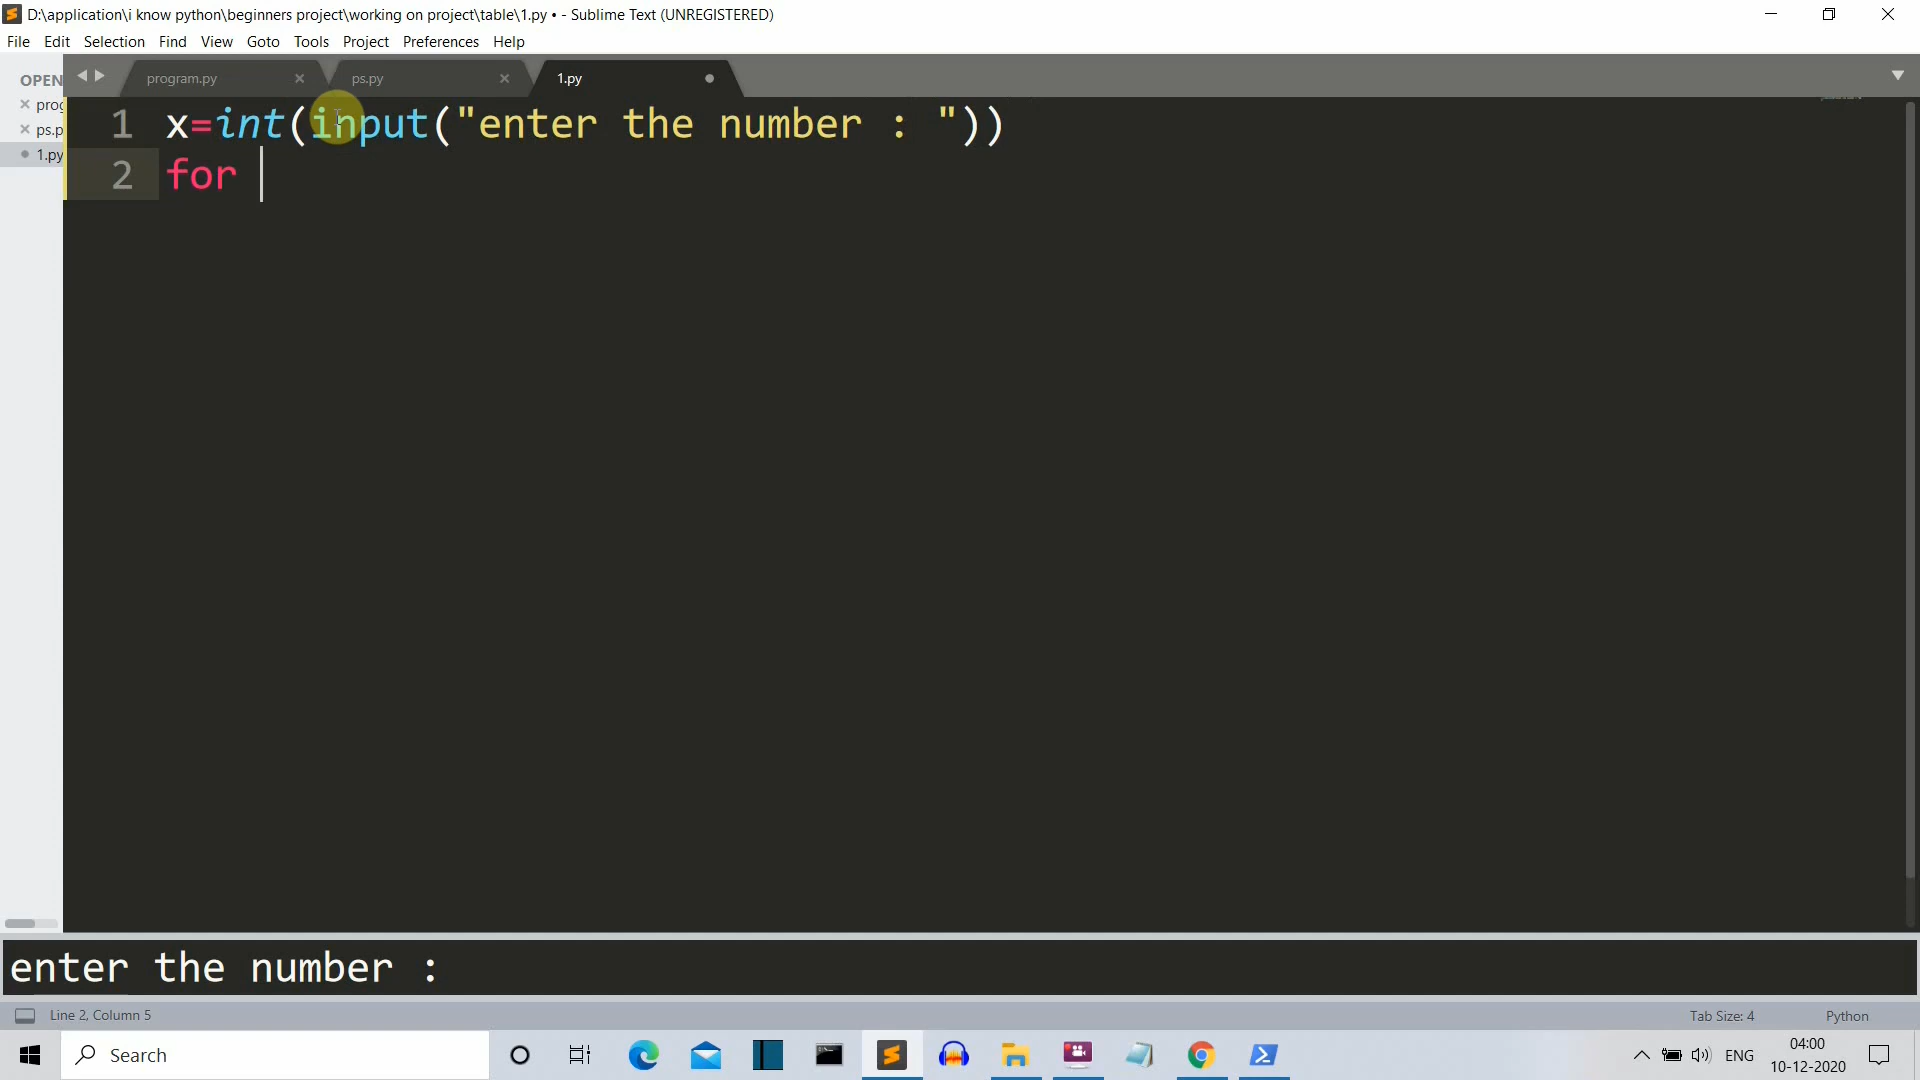 D:\application\i know python\beginners project\working on project\table\1.py • - Sublime Text (UNREGISTERED)
File Edit Selection Find View Goto Tools Project Preferences Help
OPEN
program.py ps.py 1.py
prog
ps.p
1.py
1 x=int(input("enter the number : "))
2 for
enter the number :
Line 2, Column 5 Tab Size: 4 Python
Search ENG 04:00
10-12-2020